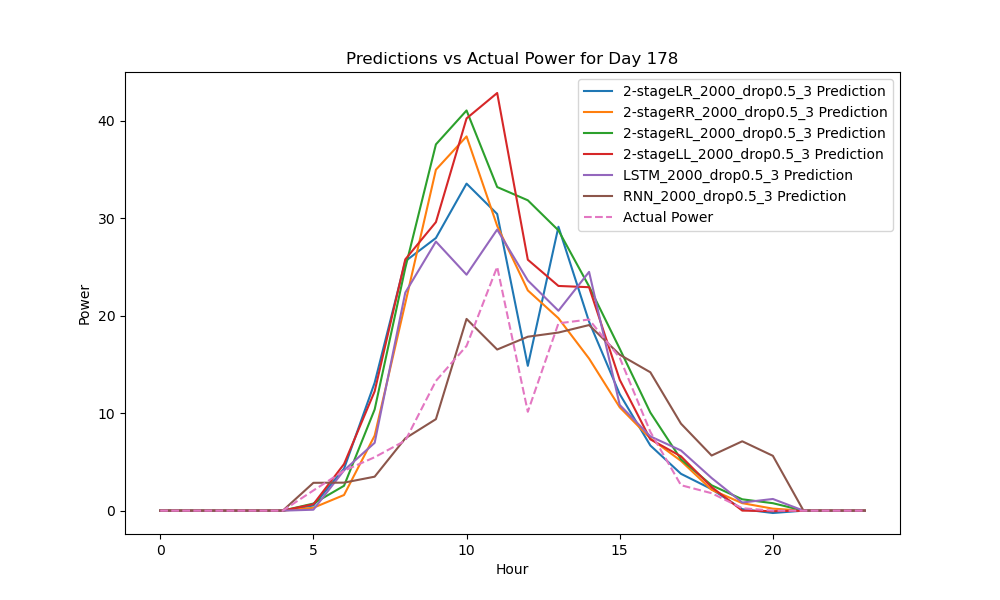 Predictions vs Actual Power for Day 178
2-stageLR_2000_drop0.5_3 Prediction
2-stageRR_2000_drop0.5_3 Prediction
2-stageRL_2000_drop0.5_3 Prediction
2-stageLL_2000_drop0.5_3 Prediction
LSTM_2000_drop0.5_3 Prediction
RNN_2000_drop0.5_3 Prediction
Actual Power
Power
40
30
20
10
0
0 5 10 15 20
Hour